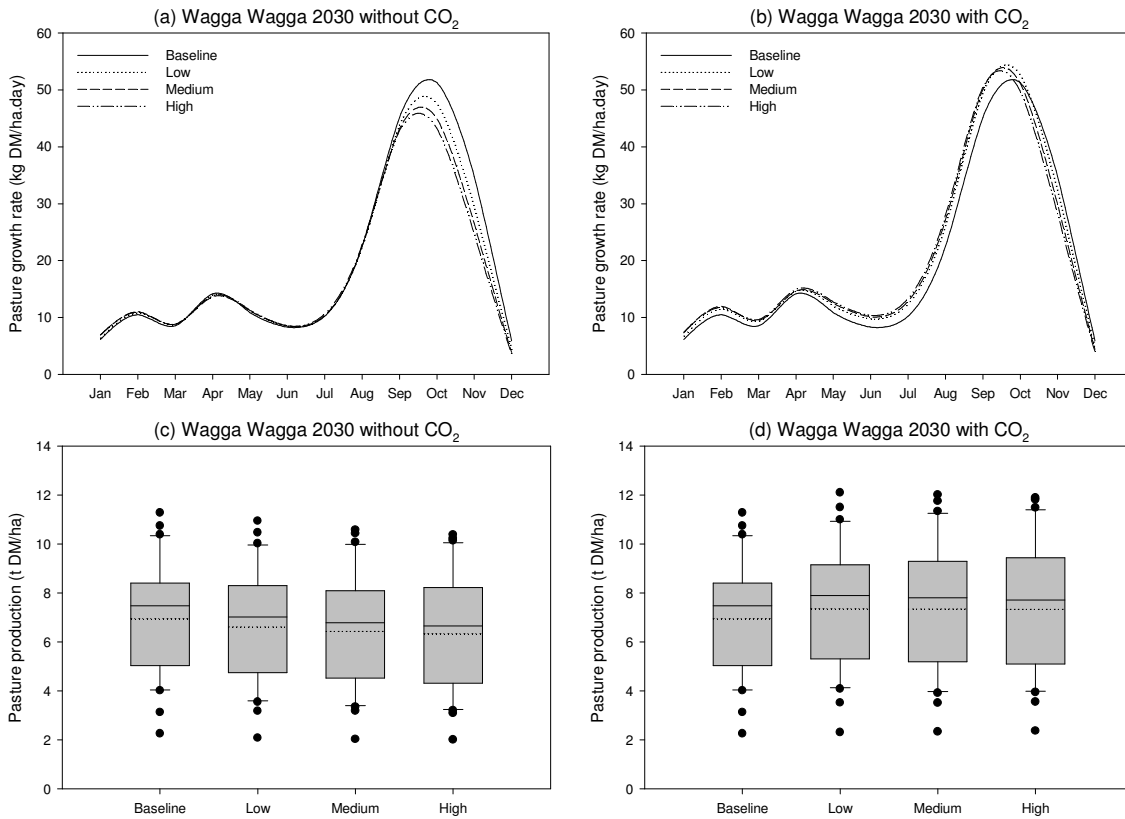 (a) Wagga Wagga 2030 without CO₂
Pasture growth rate (kg DM/ha.day)
60
50
40
30
20
10
0
Baseline
Low
Medium
High
Jan Feb Mar Apr May Jun Jul Aug Sep Oct Nov Dec
(b) Wagga Wagga 2030 with CO₂
Pasture growth rate (kg DM/ha.day)
60
50
40
30
20
10
0
Baseline
Low
Medium
High
Jan Feb Mar Apr May Jun Jul Aug Sep Oct Nov Dec
(c) Wagga Wagga 2030 without CO₂
Pasture production (t DM/ha)
14
12
10
8
6
4
2
0
Baseline Low Medium High
(d) Wagga Wagga 2030 with CO₂
Pasture production (t DM/ha)
14
12
10
8
6
4
2
0
Baseline Low Medium High